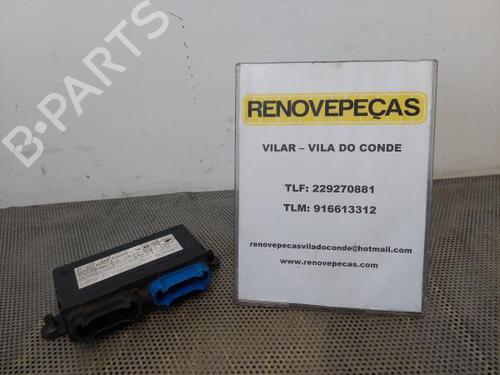 B-PARTS
RENOVEPEÇAS
VILAR – VILA DO CONDE
TLF: 229270881
TLM: 916613312
renovepecasviladoconde@hotmail.com
www.renovepecas.com